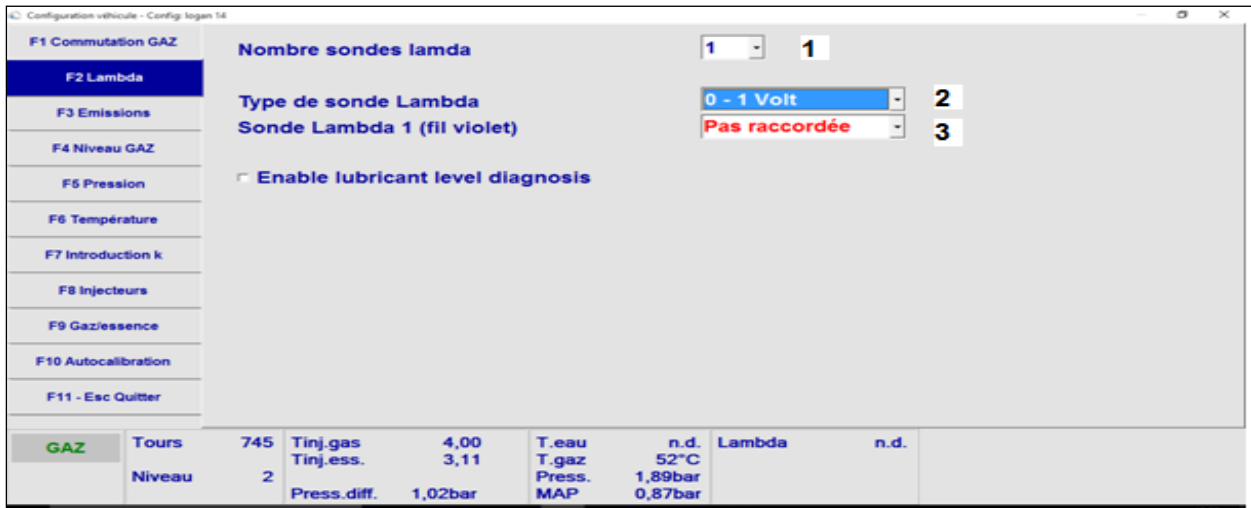 Configuration véhicule - Config: logan 14
F1 Commutation GAZ
F2 Lambda
F3 Emissions
F4 Niveau GAZ
F5 Pression
F6 Température
F7 Introduction k
F8 Injecteurs
F9 Gaz/essence
F10 Autocalibration
F11 - Esc Quitter
Nombre sondes lamda 1 1
Type de sonde Lambda 0 - 1 Volt 2
Sonde Lambda 1 (fil violet) Pas raccordée 3
Enable lubricant level diagnosis
GAZ
Tours 745
Niveau 2
Tinj.gas 4,00
Tinj.ess. 3,11
Press.diff. 1,02bar
T.eau n.d.
T.gaz 52°C
Press. 1,89bar
MAP 0,87bar
Lambda n.d.